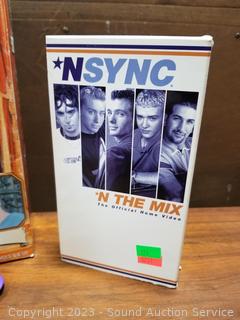 *NSYNC
'N THE MIX
The Official Home Video
Copyright 2023 - Sound Auction Service